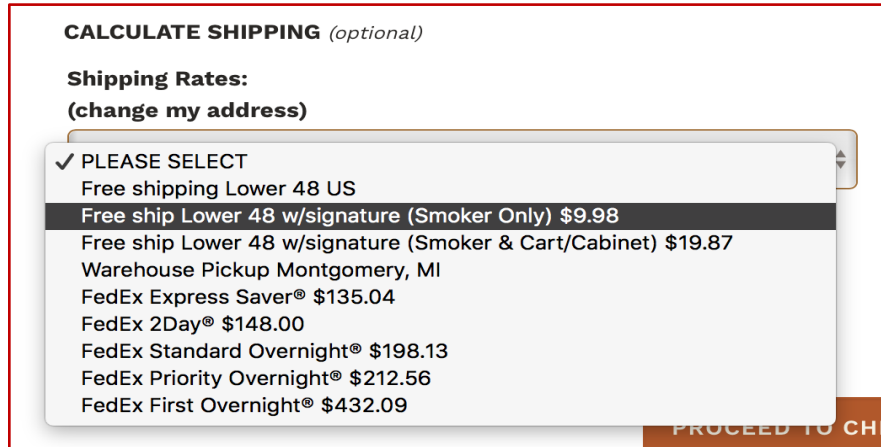 CALCULATE SHIPPING (optional)
Shipping Rates:
(change my address)
✓ PLEASE SELECT
Free shipping Lower 48 US
Free ship Lower 48 w/signature (Smoker Only) $9.98
Free ship Lower 48 w/signature (Smoker & Cart/Cabinet) $19.87
Warehouse Pickup Montgomery, MI
FedEx Express Saver® $135.04
FedEx 2Day® $148.00
FedEx Standard Overnight® $198.13
FedEx Priority Overnight® $212.56
FedEx First Overnight® $432.09
PROCEED TO